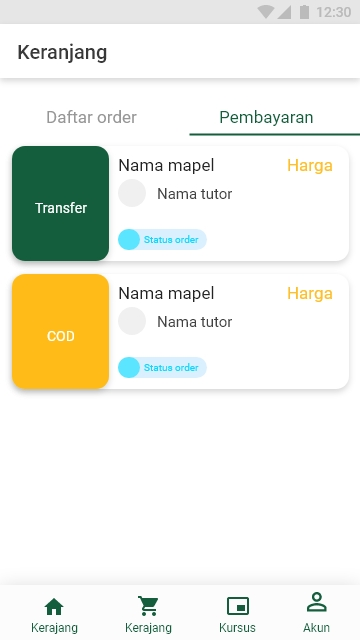 12:30
Keranjang
Daftar order
Pembayaran
Transfer
Nama mapel
Harga
Nama tutor
Status order
COD
Nama mapel
Harga
Nama tutor
Status order
Kerajang
Kerajang
Kursus
Akun